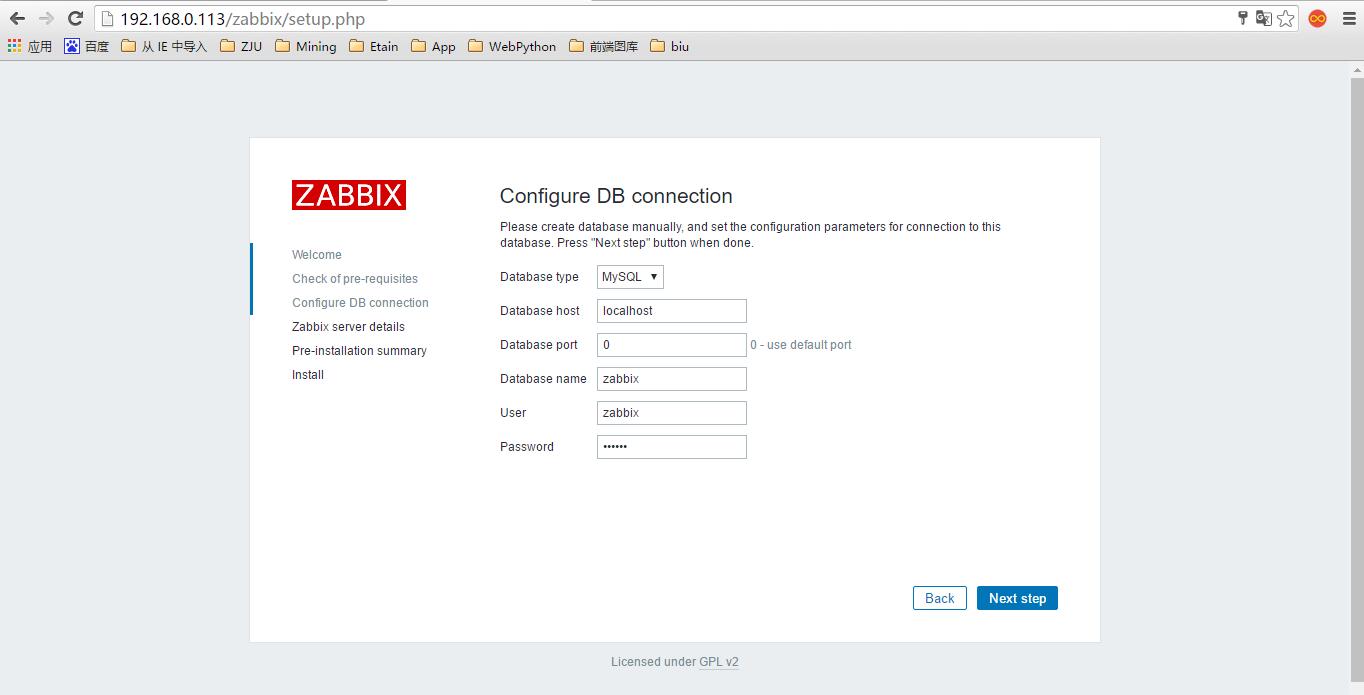 192.168.0.113/zabbix/setup.php
应用 百度 从 IE 中导入 ZJU Mining Etain App WebPython 前端图库 biu
ZABBIX
Welcome
Check of pre-requisites
Configure DB connection
Zabbix server details
Pre-installation summary
Install
Configure DB connection
Please create database manually, and set the configuration parameters for connection to this
database. Press "Next step" button when done.
Database type MySQL
Database host localhost
Database port 0 0 - use default port
Database name zabbix
User zabbix
Password ••••••
Back Next step
Licensed under GPL v2